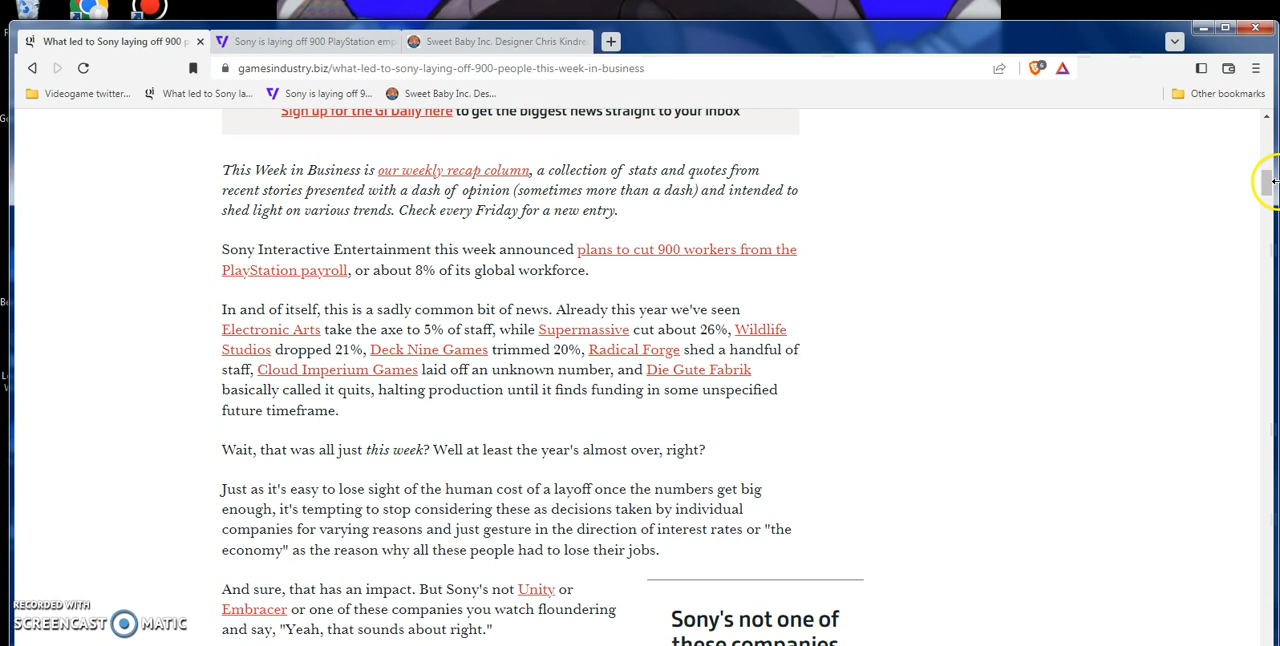 What led to Sony laying off 900 p
Sony is laying off 900 PlayStation emp
Sweet Baby Inc. Designer Chris Kindre
gamesindustry.biz/what-led-to-sony-laying-off-900-people-this-week-in-business
6
Videogame twitter...
What led to Sony la...
Sony is laying off 9...
Sweet Baby Inc. Des...
Other bookmarks
Sign up for the GI Daily here to get the biggest news straight to your inbox
This Week in Business is our weekly recap column, a collection of stats and quotes from
recent stories presented with a dash of opinion (sometimes more than a dash) and intended to
shed light on various trends. Check every Friday for a new entry.
Sony Interactive Entertainment this week announced plans to cut 900 workers from the
PlayStation payroll, or about 8% of its global workforce.
In and of itself, this is a sadly common bit of news. Already this year we've seen
Electronic Arts take the axe to 5% of staff, while Supermassive cut about 26%, Wildlife
Studios dropped 21%, Deck Nine Games trimmed 20%, Radical Forge shed a handful of
staff, Cloud Imperium Games laid off an unknown number, and Die Gute Fabrik
basically called it quits, halting production until it finds funding in some unspecified
future timeframe.
Wait, that was all just this week? Well at least the year's almost over, right?
Just as it's easy to lose sight of the human cost of a layoff once the numbers get big
enough, it's tempting to stop considering these as decisions taken by individual
companies for varying reasons and just gesture in the direction of interest rates or "the
economy" as the reason why all these people had to lose their jobs.
And sure, that has an impact. But Sony's not Unity or
Embracer or one of these companies you watch floundering
and say, "Yeah, that sounds about right."
Sony's not one of
these companies
RECORDED WITH
SCREENCAST MATIC